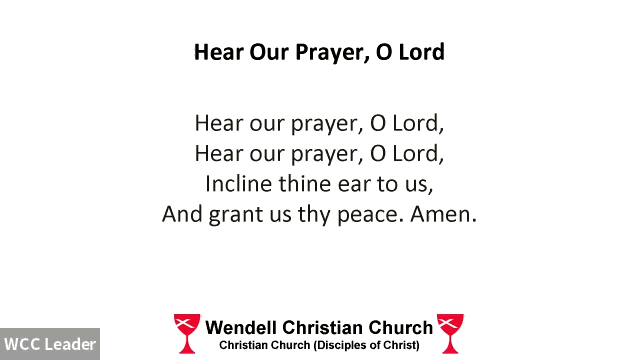 Hear Our Prayer, O Lord
Hear our prayer, O Lord,
Hear our prayer, O Lord,
Incline thine ear to us,
And grant us thy peace. Amen.
Wendell Christian Church
Christian Church (Disciples of Christ)
WCC Leader